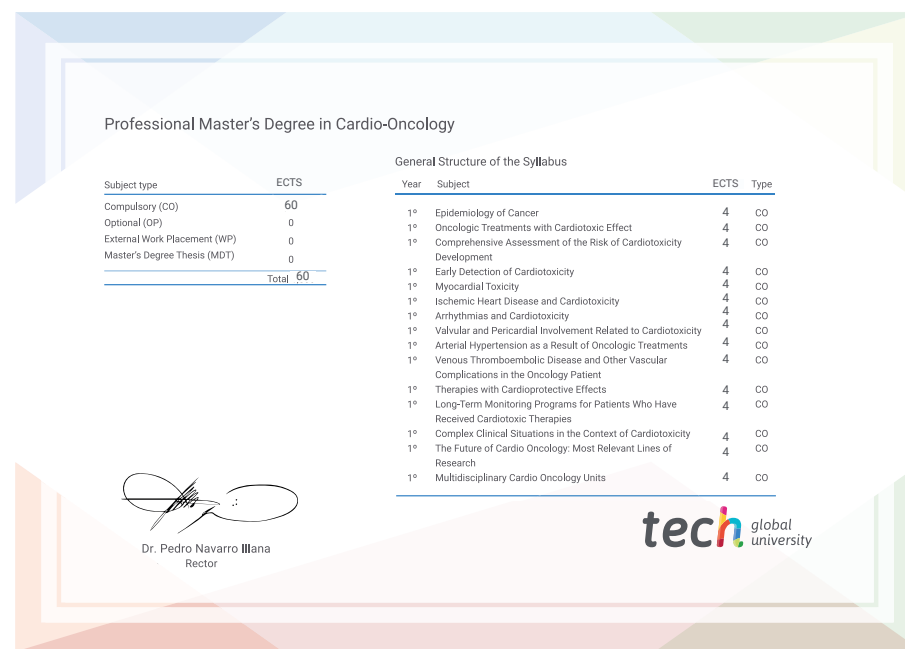 Professional Master's Degree in Cardio-Oncology
Subject type ECTS
Compulsory (CO) 60
Optional (OP) 0
External Work Placement (WP) 0
Master's Degree Thesis (MDT) 0
Total 60
General Structure of the Syllabus
Year Subject ECTS Type
1º Epidemiology of Cancer 4 CO
1º Oncologic Treatments with Cardiotoxic Effect 4 CO
1º Comprehensive Assessment of the Risk of Cardiotoxicity 4 CO
Development
1º Early Detection of Cardiotoxicity 4 CO
1º Myocardial Toxicity 4 CO
1º Ischemic Heart Disease and Cardiotoxicity 4 CO
1º Arrhythmias and Cardiotoxicity 4 CO
1º Valvular and Pericardial Involvement Related to Cardiotoxicity 4 CO
1º Arterial Hypertension as a Result of Oncologic Treatments 4 CO
1º Venous Thromboembolic Disease and Other Vascular 4 CO
Complications in the Oncology Patient
1º Therapies with Cardioprotective Effects 4 CO
1º Long-Term Monitoring Programs for Patients Who Have 4 CO
Received Cardiotoxic Therapies
1º Complex Clinical Situations in the Context of Cardiotoxicity 4 CO
1º The Future of Cardio Oncology: Most Relevant Lines of 4 CO
Research
1º Multidisciplinary Cardio Oncology Units 4 CO
Dr. Pedro Navarro Illana
Rector
tech global
university